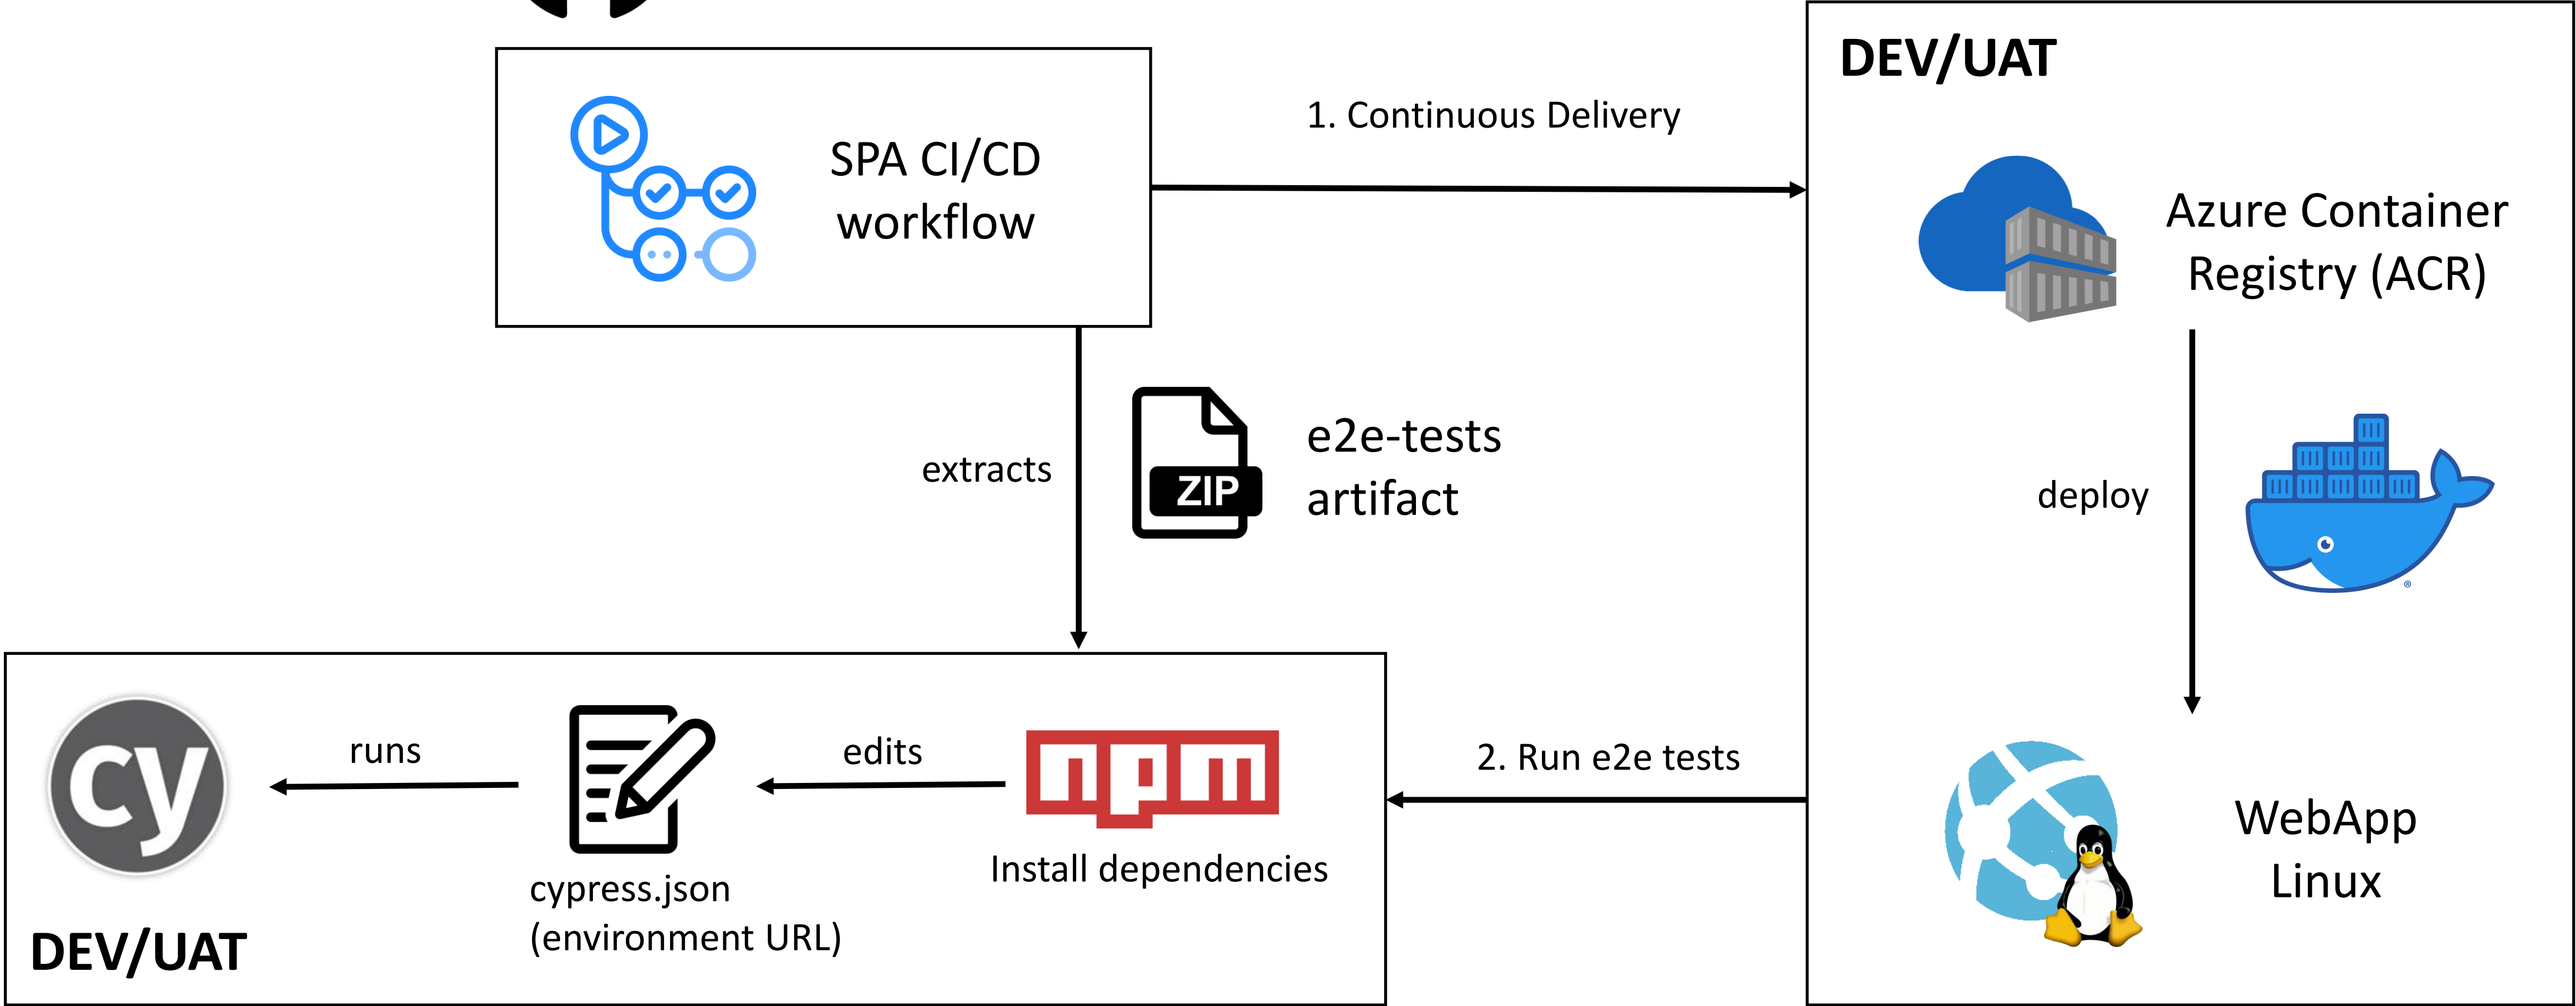 DEV/UAT
1. Continuous Delivery
SPA CI/CD
workflow
Azure Container
Registry (ACR)
extracts
ZIP
e2e-tests
artifact
deploy
®
runs
edits
npm
2. Run e2e tests
cy
Install dependencies
cypress.json
(environment URL)
WebApp
Linux
DEV/UAT